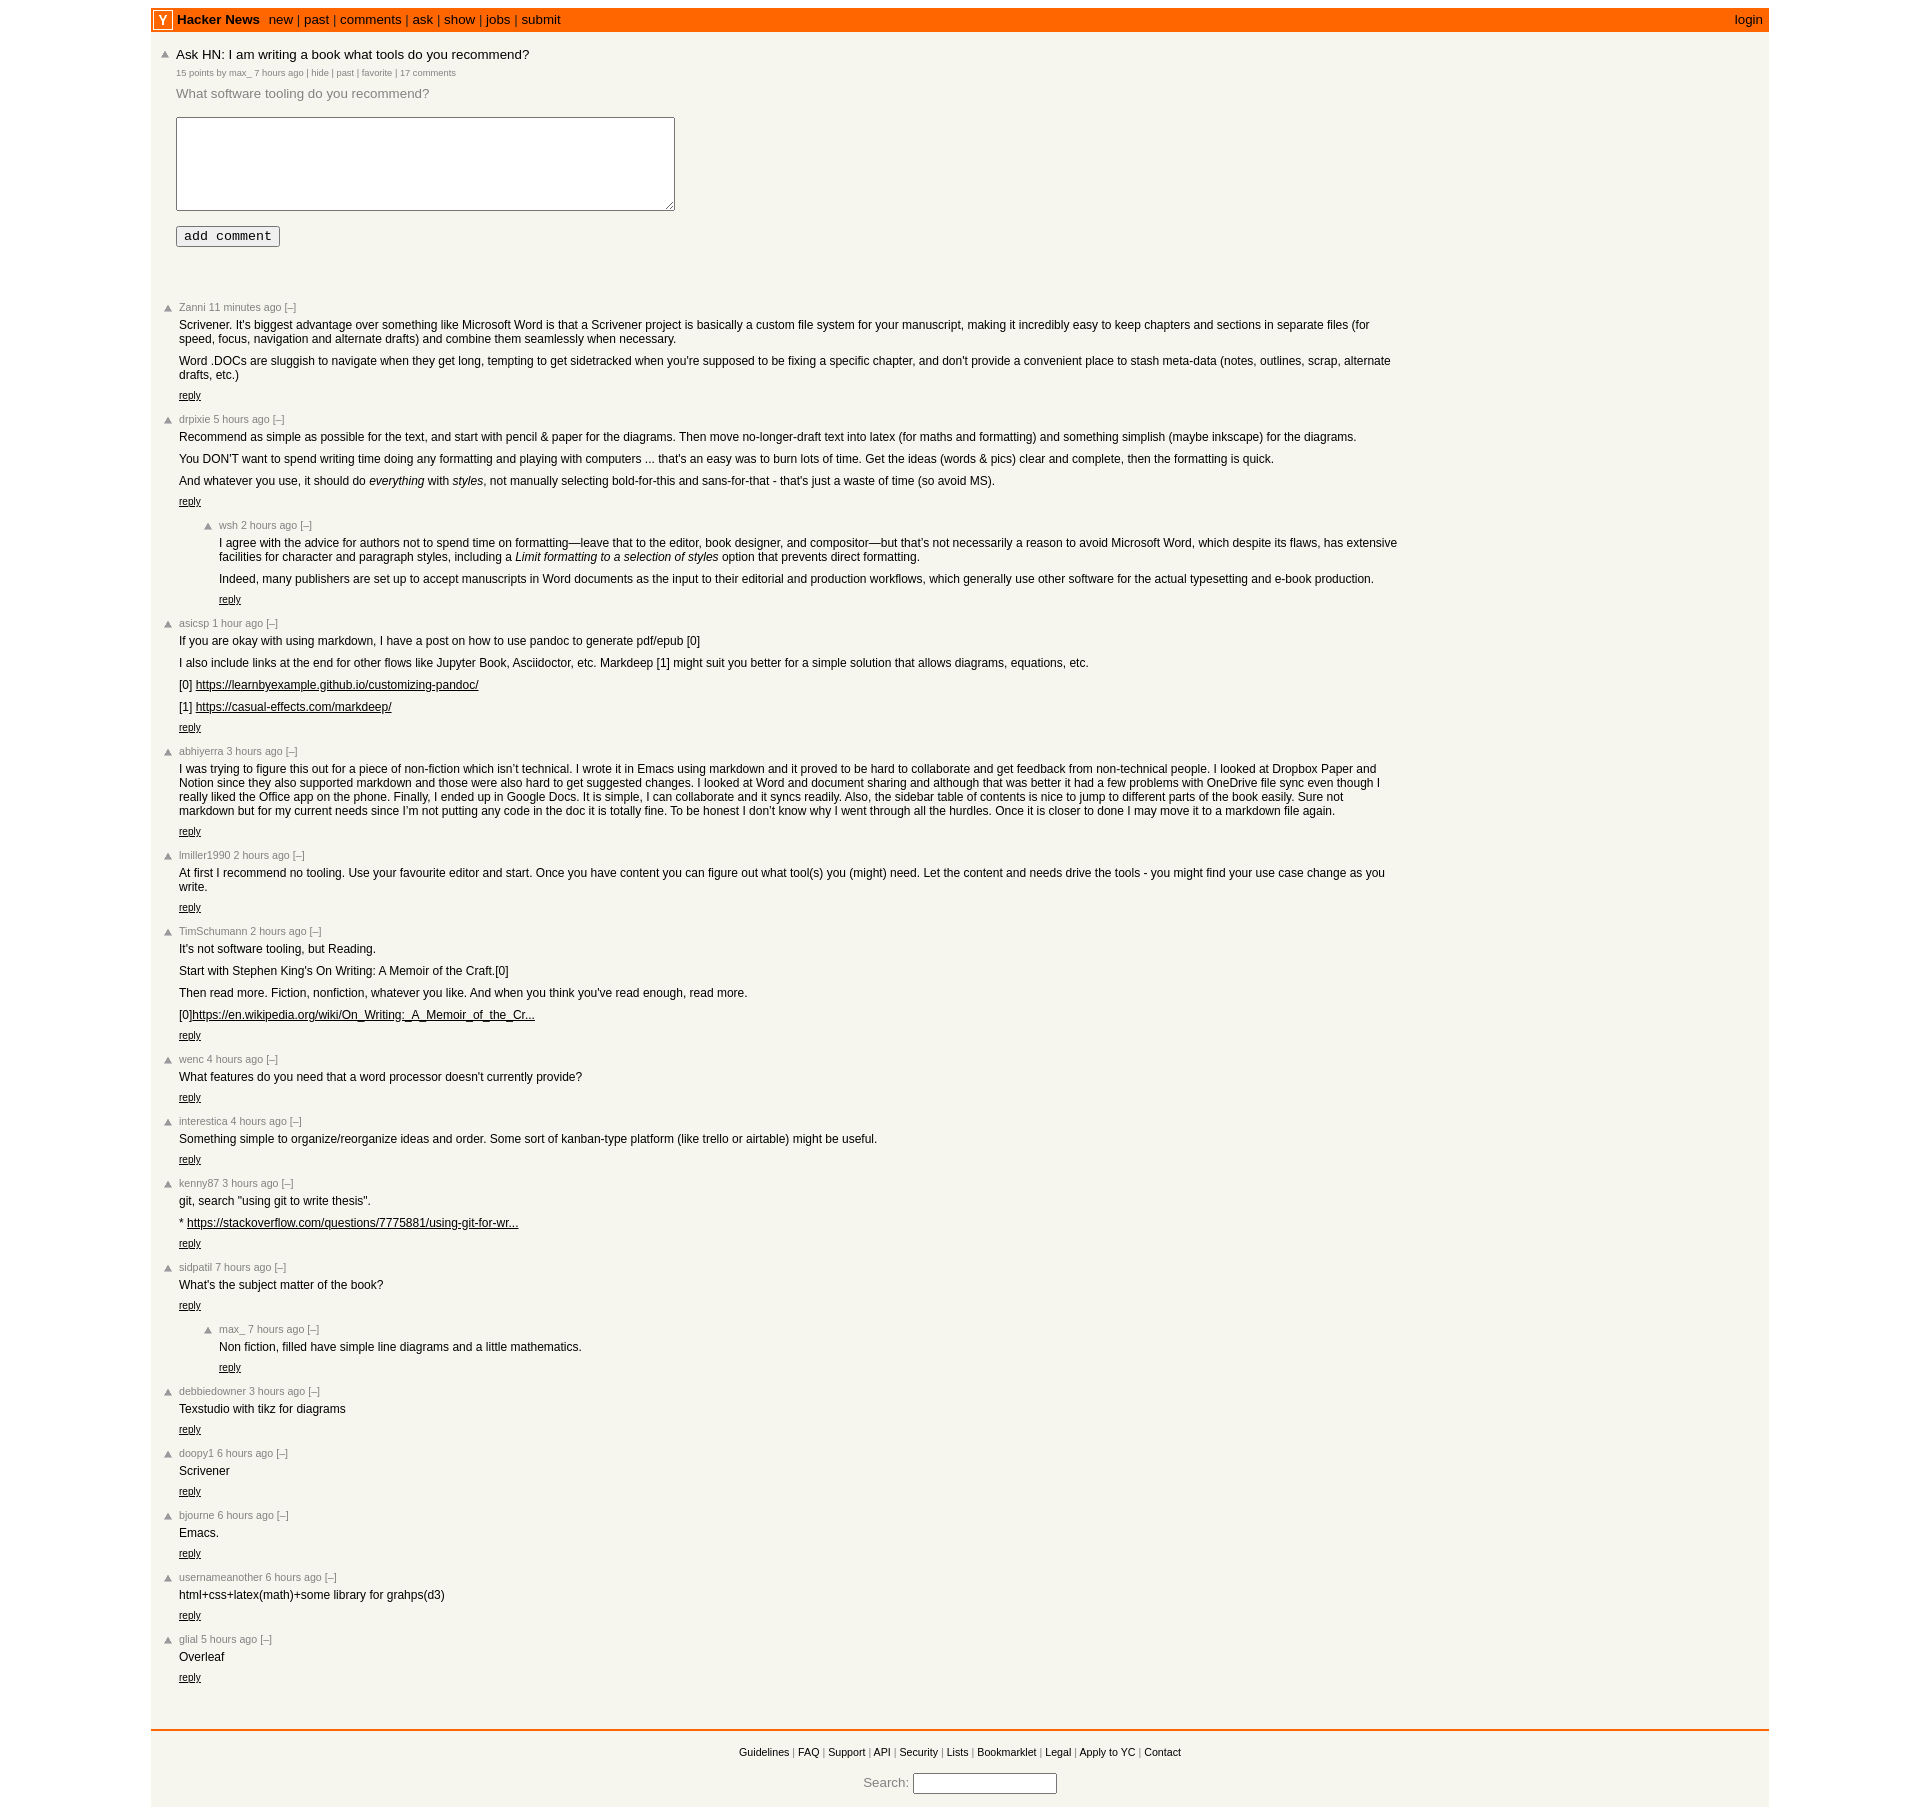 Y Hacker News new | past | comments | ask | show | jobs | submit login
Ask HN: I am writing a book what tools do you recommend?
15 points by max_ 7 hours ago | hide | past | favorite | 17 comments
What software tooling do you recommend?
add comment
Zanni 11 minutes ago [–]
Scrivener. It's biggest advantage over something like Microsoft Word is that a Scrivener project is basically a custom file system for your manuscript, making it incredibly easy to keep chapters and sections in separate files (for
speed, focus, navigation and alternate drafts) and combine them seamlessly when necessary.
Word .DOCs are sluggish to navigate when they get long, tempting to get sidetracked when you're supposed to be fixing a specific chapter, and don't provide a convenient place to stash meta-data (notes, outlines, scrap, alternate
drafts, etc.)
reply
drpixie 5 hours ago [–]
Recommend as simple as possible for the text, and start with pencil & paper for the diagrams. Then move no-longer-draft text into latex (for maths and formatting) and something simplish (maybe inkscape) for the diagrams.
You DON'T want to spend writing time doing any formatting and playing with computers ... that's an easy was to burn lots of time. Get the ideas (words & pics) clear and complete, then the formatting is quick.
And whatever you use, it should do everything with styles, not manually selecting bold-for-this and sans-for-that - that's just a waste of time (so avoid MS).
reply
wsh 2 hours ago [–]
I agree with the advice for authors not to spend time on formatting—leave that to the editor, book designer, and compositor—but that’s not necessarily a reason to avoid Microsoft Word, which despite its flaws, has extensive
facilities for character and paragraph styles, including a Limit formatting to a selection of styles option that prevents direct formatting.
Indeed, many publishers are set up to accept manuscripts in Word documents as the input to their editorial and production workflows, which generally use other software for the actual typesetting and e-book production.
reply
asicsp 1 hour ago [–]
If you are okay with using markdown, I have a post on how to use pandoc to generate pdf/epub [0]
I also include links at the end for other flows like Jupyter Book, Asciidoctor, etc. Markdeep [1] might suit you better for a simple solution that allows diagrams, equations, etc.
[0] https://learnbyexample.github.io/customizing-pandoc/
[1] https://casual-effects.com/markdeep/
reply
abhiyerra 3 hours ago [–]
I was trying to figure this out for a piece of non-fiction which isn’t technical. I wrote it in Emacs using markdown and it proved to be hard to collaborate and get feedback from non-technical people. I looked at Dropbox Paper and
Notion since they also supported markdown and those were also hard to get suggested changes. I looked at Word and document sharing and although that was better it had a few problems with OneDrive file sync even though I
really liked the Office app on the phone. Finally, I ended up in Google Docs. It is simple, I can collaborate and it syncs readily. Also, the sidebar table of contents is nice to jump to different parts of the book easily. Sure not
markdown but for my current needs since I’m not putting any code in the doc it is totally fine. To be honest I don’t know why I went through all the hurdles. Once it is closer to done I may move it to a markdown file again.
reply
lmiller1990 2 hours ago [–]
At first I recommend no tooling. Use your favourite editor and start. Once you have content you can figure out what tool(s) you (might) need. Let the content and needs drive the tools - you might find your use case change as you
write.
reply
TimSchumann 2 hours ago [–]
It's not software tooling, but Reading.
Start with Stephen King's On Writing: A Memoir of the Craft.[0]
Then read more. Fiction, nonfiction, whatever you like. And when you think you've read enough, read more.
[0]https://en.wikipedia.org/wiki/On_Writing:_A_Memoir_of_the_Cr...
reply
wenc 4 hours ago [–]
What features do you need that a word processor doesn't currently provide?
reply
interestica 4 hours ago [–]
Something simple to organize/reorganize ideas and order. Some sort of kanban-type platform (like trello or airtable) might be useful.
reply
kenny87 3 hours ago [–]
git, search "using git to write thesis".
* https://stackoverflow.com/questions/7775881/using-git-for-wr...
reply
sidpatil 7 hours ago [–]
What's the subject matter of the book?
reply
max_ 7 hours ago [–]
Non fiction, filled have simple line diagrams and a little mathematics.
reply
debbiedowner 3 hours ago [–]
Texstudio with tikz for diagrams
reply
doopy1 6 hours ago [–]
Scrivener
reply
bjourne 6 hours ago [–]
Emacs.
reply
usernameanother 6 hours ago [–]
html+css+latex(math)+some library for grahps(d3)
reply
glial 5 hours ago [–]
Overleaf
reply
Guidelines | FAQ | Support | API | Security | Lists | Bookmarklet | Legal | Apply to YC | Contact
Search: